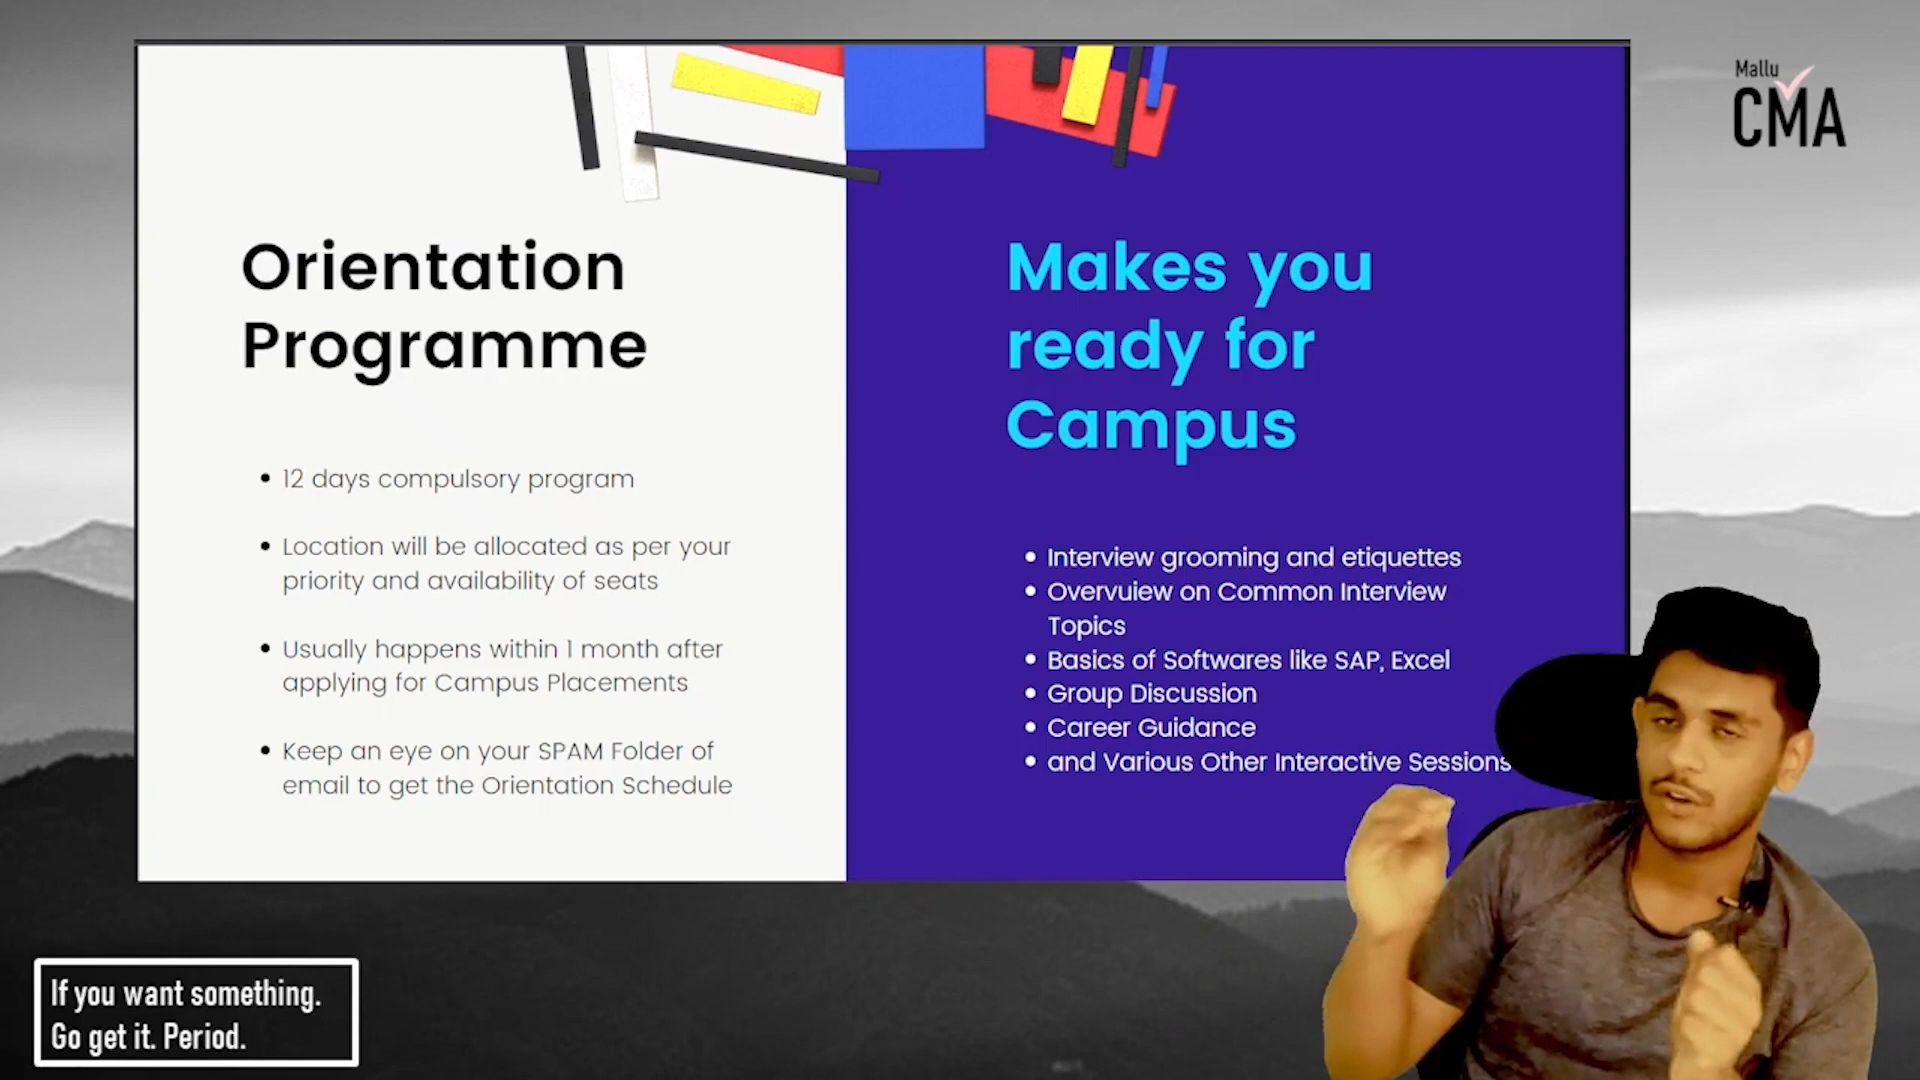 Mallu
CMA
Orientation
Programme
12 days compulsory program
Location will be allocated as per your
priority and availability of seats
Usually happens within 1 month after
applying for Campus Placements
Keep an eye on your SPAM Folder of
email to get the Orientation Schedule
Makes you
ready for
Campus
Interview grooming and etiquettes
Overvuiew on Common Interview
Topics
Basics of Softwares like SAP, Excel
Group Discussion
Career Guidance
and Various Other Interactive Sessions
If you want something.
Go get it. Period.